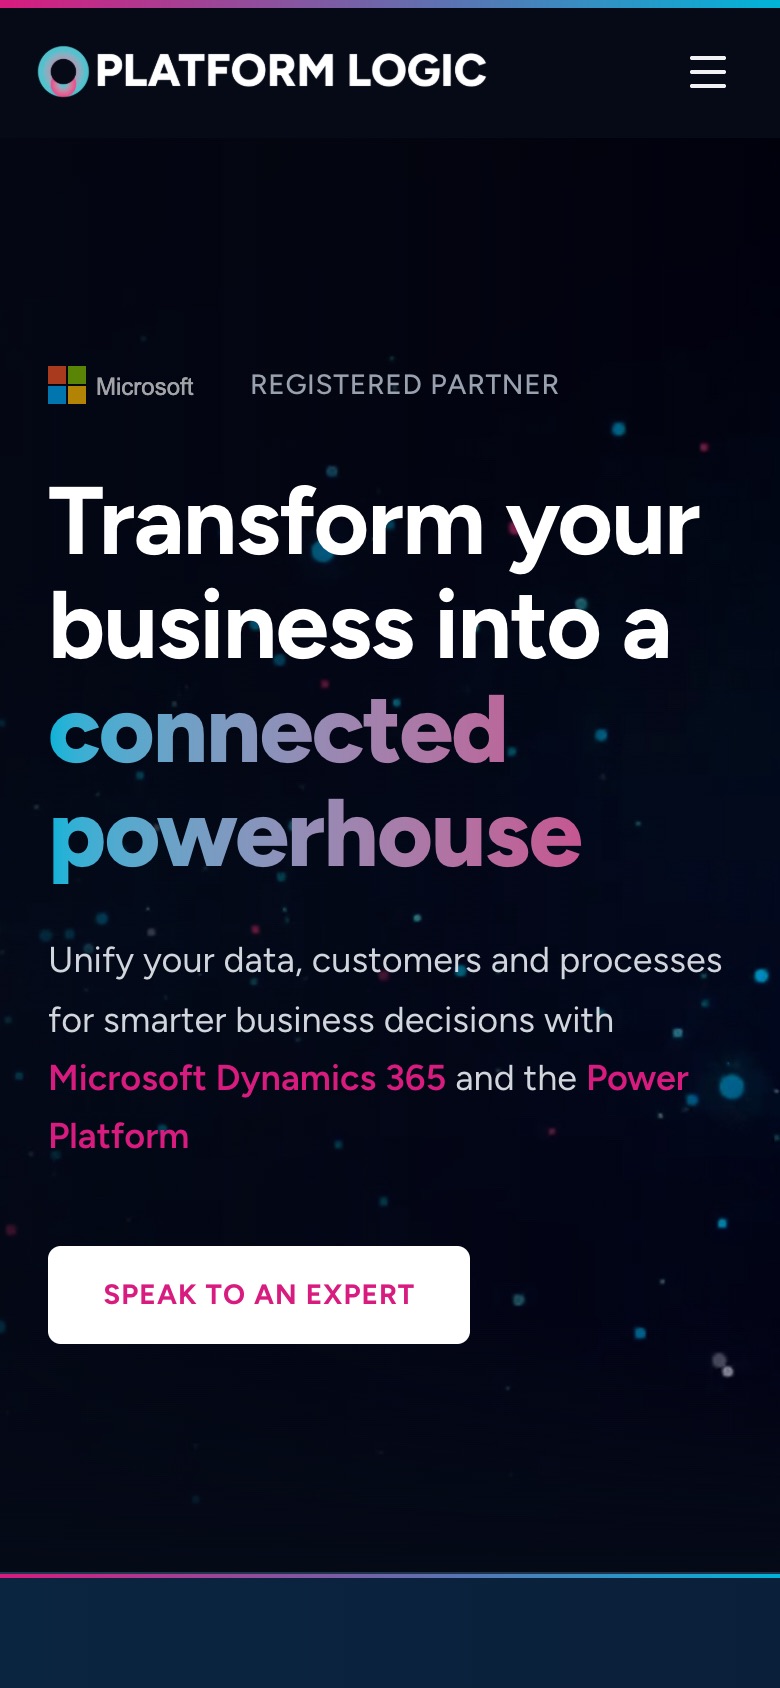 PLATFORM LOGIC
Microsoft REGISTERED PARTNER
Transform your
business into a
connected
powerhouse
Unify your data, customers and processes
for smarter business decisions with
Microsoft Dynamics 365 and the Power
Platform
SPEAK TO AN EXPERT